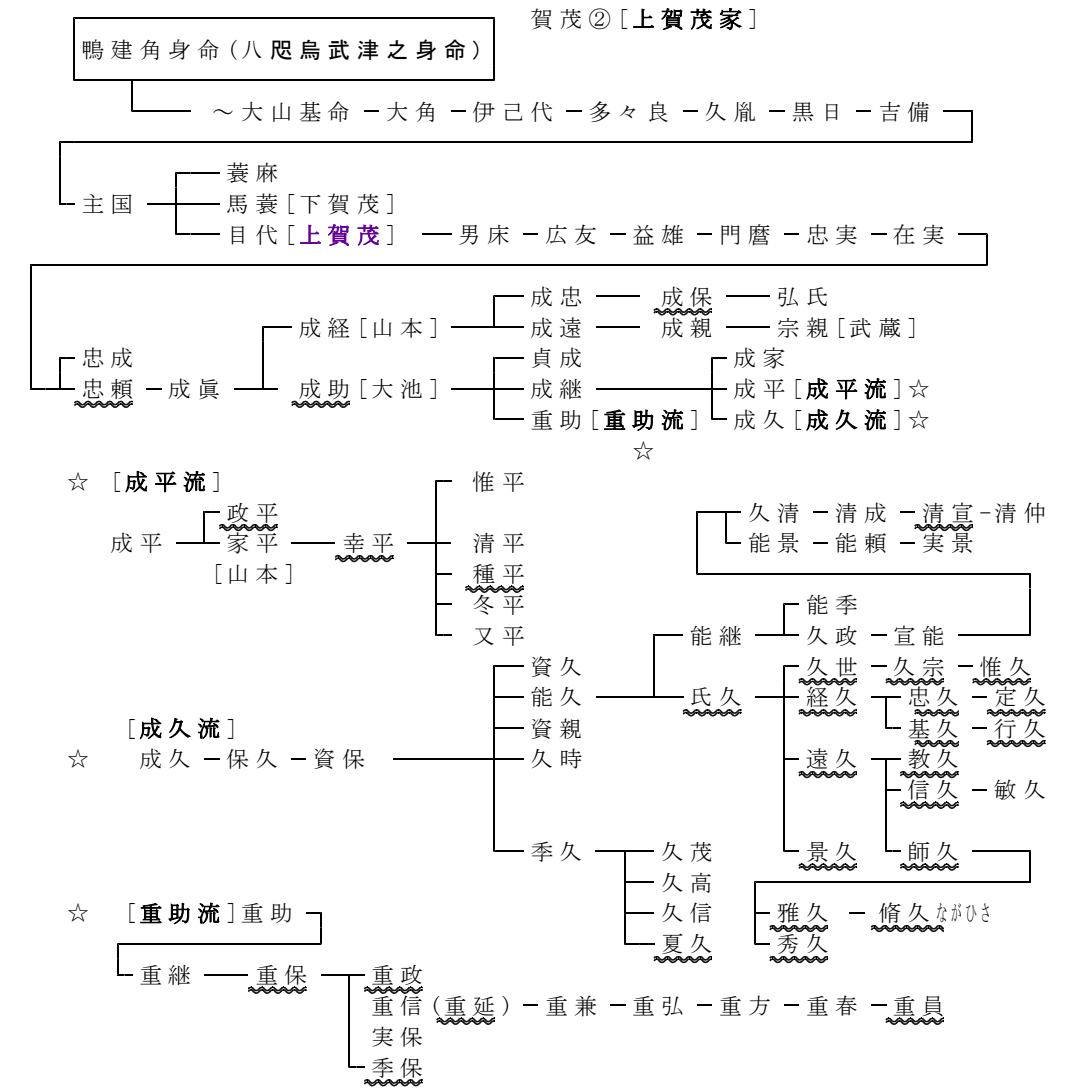 賀茂②[上賀茂家]
鴨建角身命(八咫烏武津之身命)
～大山基命－大角－伊己代－多々良－久胤－黒日－吉備
蓑麻
主国 馬蓑[下賀茂]
目代[上賀茂] 男床－広友－益雄－門麿－忠実－在実
成忠 成保 弘氏
成経[山本] 成遠 成親 宗親[武蔵]
忠成 貞成 成家
忠頼－成眞 成助[大池] 成継 成平[成平流]☆
重助[重助流] 成久[成久流]☆
☆
☆ [成平流] 惟平
政平 久清－清成－清宣－清仲
成平 家平 幸平 清平 能景－能頼－実景
[山本] 種平
冬平 能季
又平 能継 久政－宣能
資久 久世－久宗－惟久
能久 氏久 経久 忠久－定久
[成久流] 資親 基久－行久
☆ 成久－保久－資保 久時 遠久 教久
信久－敏久
季久 久茂 景久 師久
久高
☆ [重助流]重助 久信 雅久－脩久ながひさ
夏久 秀久
重継 重保 重政
重信(重延)－重兼－重弘－重方－重春－重員
実保
季保